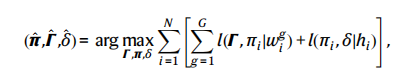 (π̂, Γ̂, δ̂) = arg max_{Γ,π,δ} ∑_{i=1}^{N} [ ∑_{g=1}^{G} l(Γ, π_i|w_i^g) + l(π_i, δ|h_i) ],